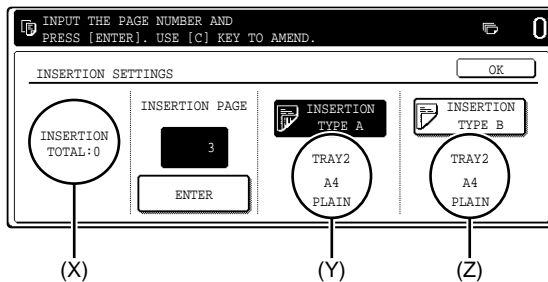 INPUT THE PAGE NUMBER AND
PRESS [ENTER]. USE [C] KEY TO AMEND.
0
INSERTION SETTINGS
OK
INSERTION
TOTAL:0
INSERTION PAGE
3
ENTER
INSERTION
TYPE A
TRAY2
A4
PLAIN
INSERTION
TYPE B
TRAY2
A4
PLAIN
(X)
(Y)
(Z)